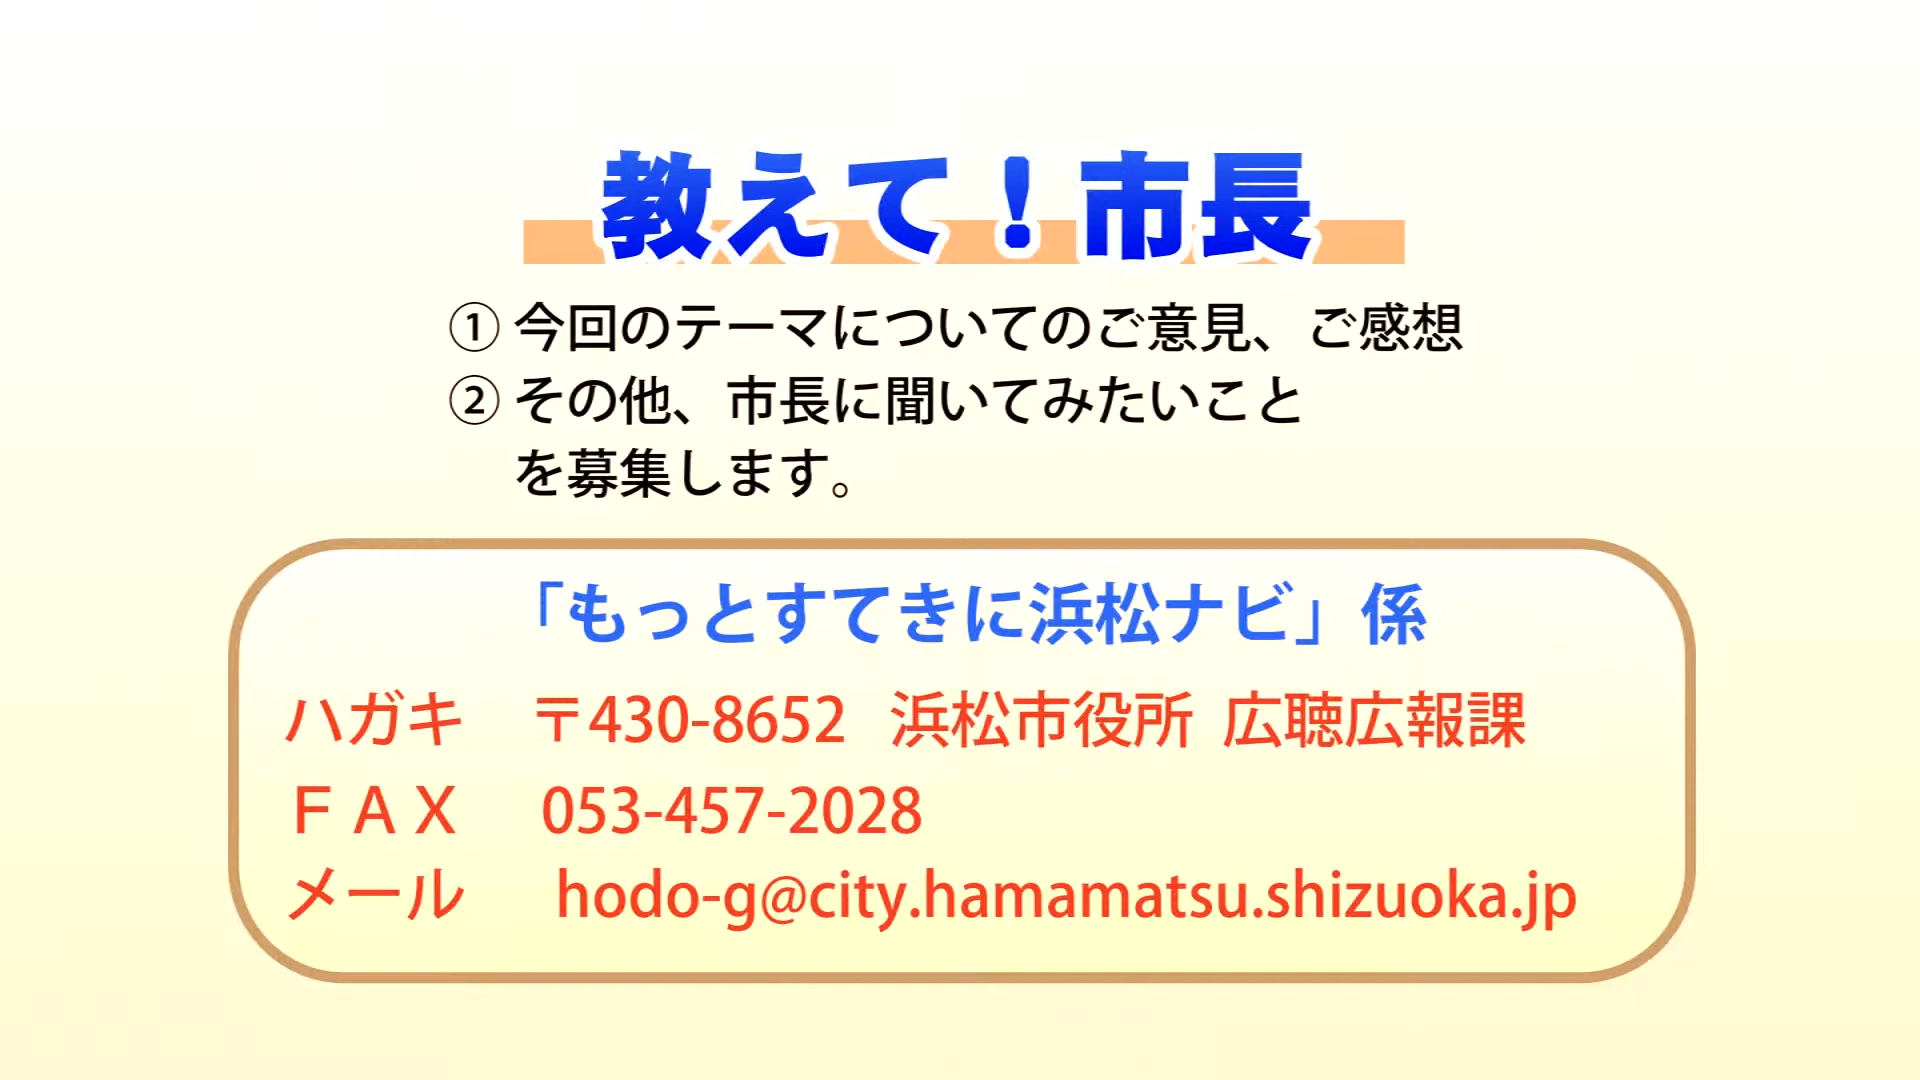 教えて！市長
① 今回のテーマについてのご意見、ご感想
② その他、市長に聞いてみたいこと
を募集します。
「もっとすてきに浜松ナビ」係
ハガキ　〒430-8652　浜松市役所 広聴広報課
ＦＡＸ　053-457-2028
メール　hodo-g@city.hamamatsu.shizuoka.jp